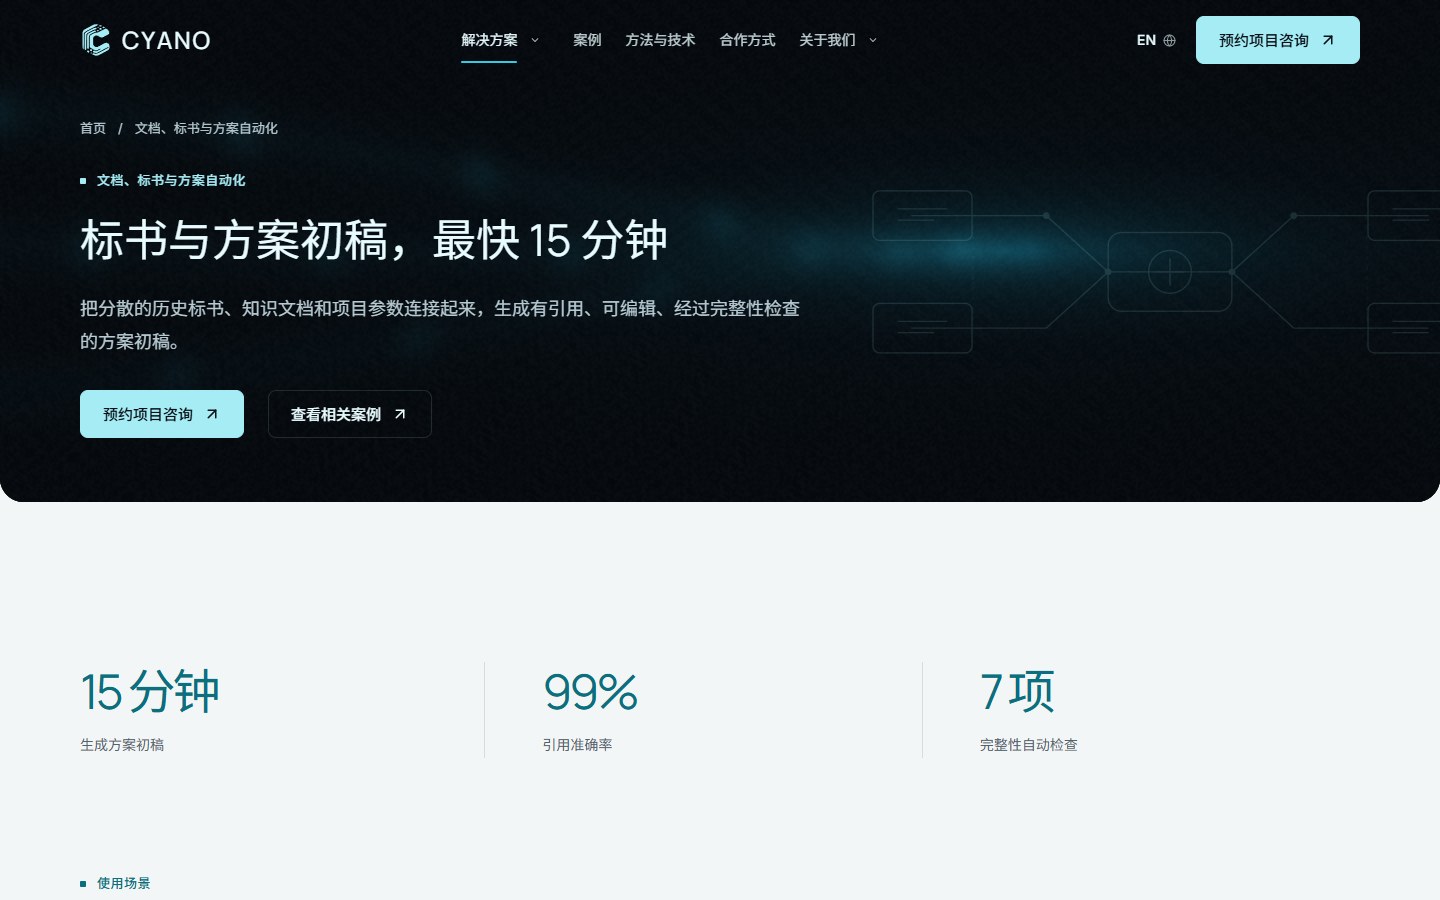 CYANO
解决方案
案例
方法与技术
合作方式
关于我们
EN
预约项目咨询
首页 / 文档、标书与方案自动化
文档、标书与方案自动化
标书与方案初稿，最快 15 分钟
把分散的历史标书、知识文档和项目参数连接起来，生成有引用、可编辑、经过完整性检查
的方案初稿。
预约项目咨询
查看相关案例
15 分钟
99%
7 项
生成方案初稿
引用准确率
完整性自动检查
使用场景